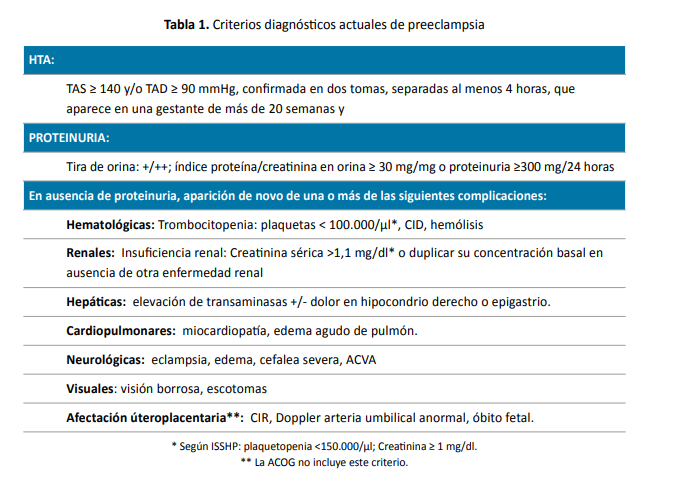 Tabla 1. Criterios diagnósticos actuales de preeclampsia
HTA:
TAS ≥ 140 y/o TAD ≥ 90 mmHg, confirmada en dos tomas, separadas al menos 4 horas, que
aparece en una gestante de más de 20 semanas y
PROTEINURIA:
Tira de orina: +/++; índice proteína/creatinina en orina ≥ 30 mg/mg o proteinuria ≥300 mg/24 horas
En ausencia de proteinuria, aparición de novo de una o más de las siguientes complicaciones:
Hematológicas: Trombocitopenia: plaquetas < 100.000/µl*, CID, hemólisis
Renales: Insuficiencia renal: Creatinina sérica >1,1 mg/dl* o duplicar su concentración basal en
ausencia de otra enfermedad renal
Hepáticas: elevación de transaminasas +/- dolor en hipocondrio derecho o epigastrio.
Cardiopulmonares: miocardiopatía, edema agudo de pulmón.
Neurológicas: eclampsia, edema, cefalea severa, ACVA
Visuales: visión borrosa, escotomas
Afectación úteroplacentaria**: CIR, Doppler arteria umbilical anormal, óbito fetal.
* Según ISSHP: plaquetopenia <150.000/µl; Creatinina ≥ 1 mg/dl.
** La ACOG no incluye este criterio.